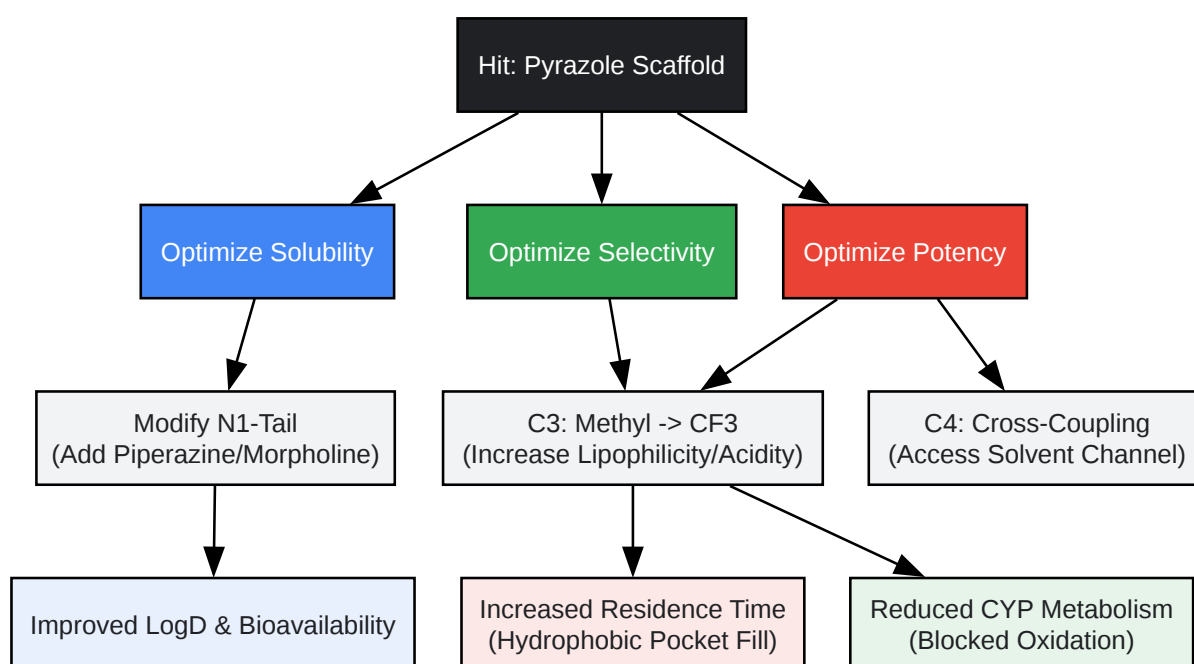 Hit: Pyrazole Scaffold
Optimize Solubility
Optimize Selectivity
Optimize Potency
Modify N1-Tail
(Add Piperazine/Morpholine)
C3: Methyl -> CF3
(Increase Lipophilicity/Acidity)
C4: Cross-Coupling
(Access Solvent Channel)
Improved LogD & Bioavailability
Increased Residence Time
(Hydrophobic Pocket Fill)
Reduced CYP Metabolism
(Blocked Oxidation)